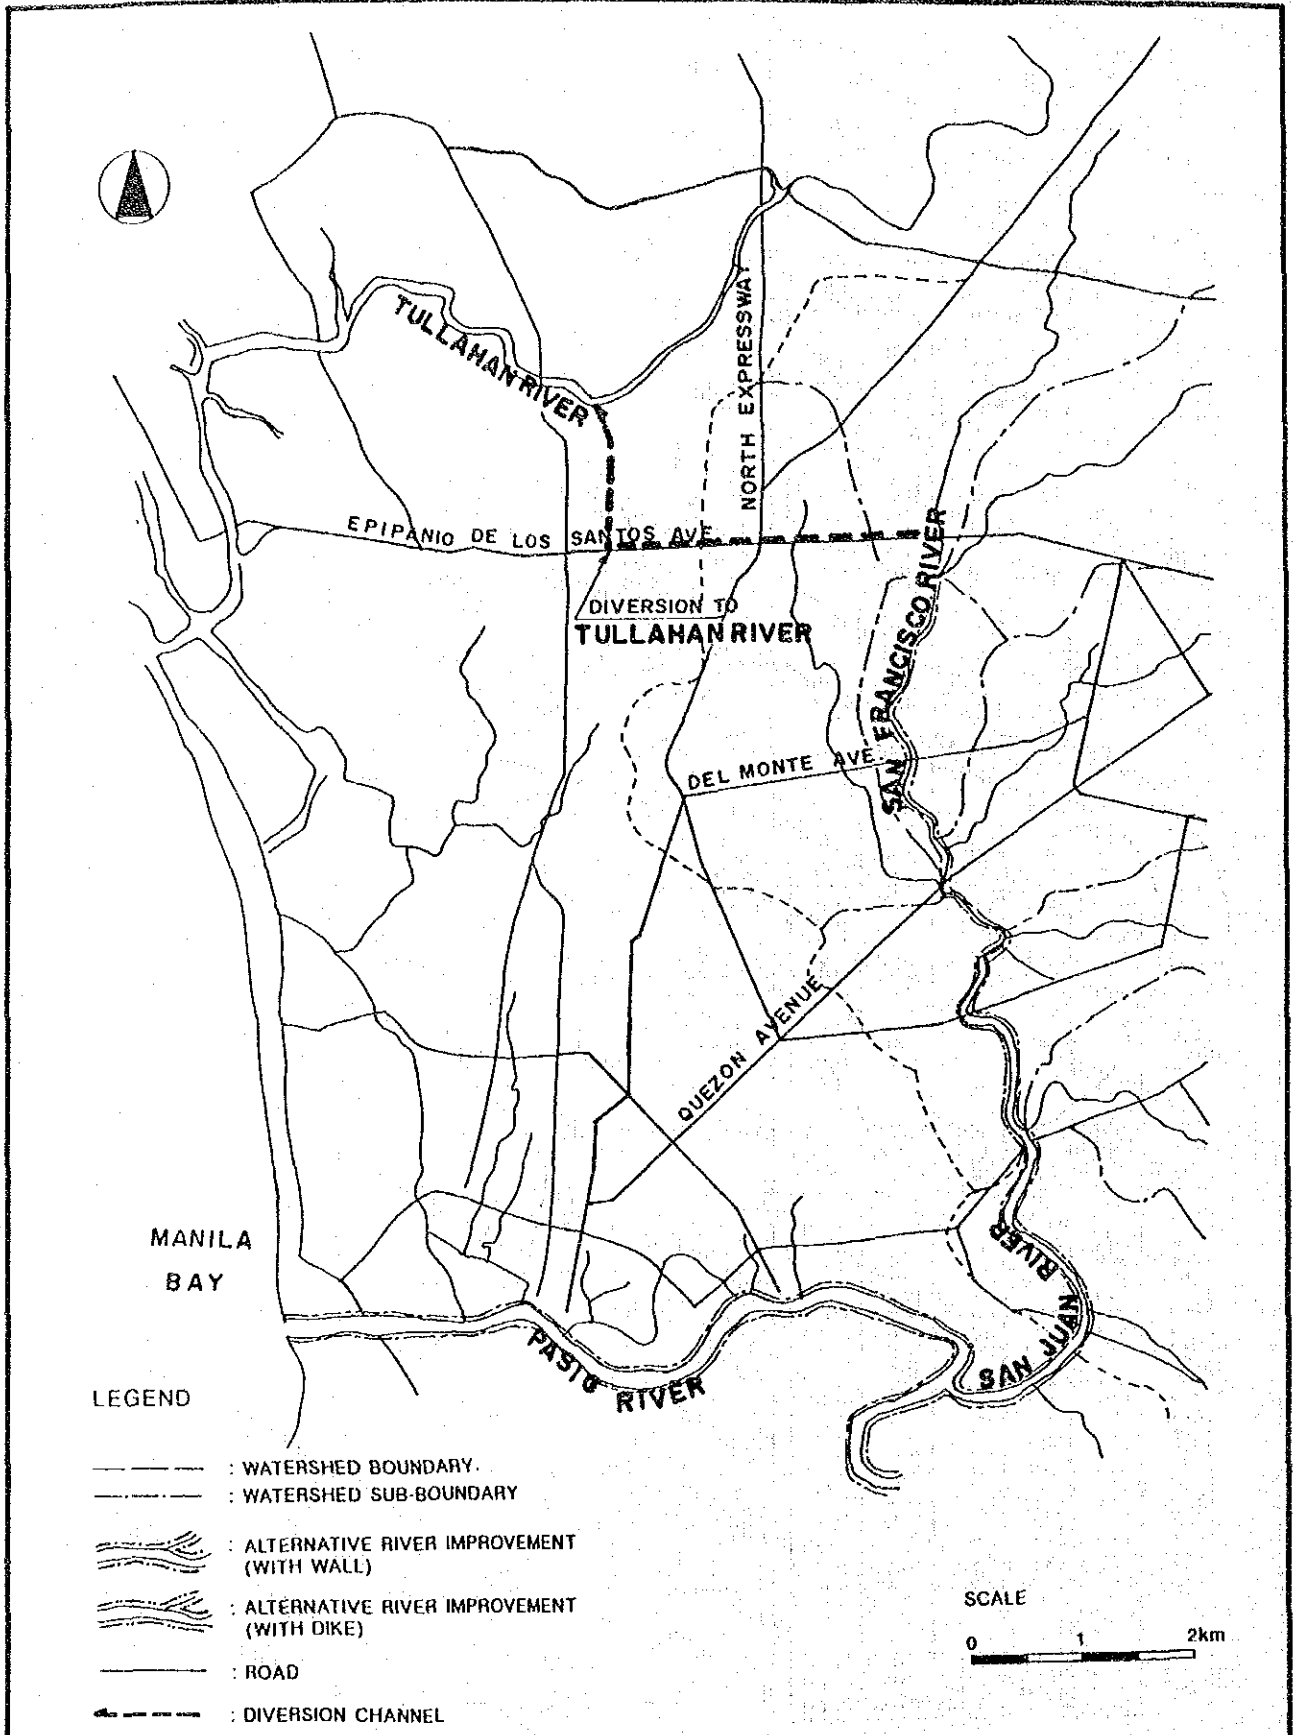 TULLAHAN RIVER
NORTH EXPRESSWAY
EPIPANIO DE LOS SANTOS AVE
SAN FRANCISCO RIVER
DIVERSION TO
TULLAHAN RIVER
DEL MONTE AVE.
QUEZON AVENUE
MANILA
BAY
SAN JUAN RIVER
PASIG RIVER
LEGEND
: WATERSHED BOUNDARY.
: WATERSHED SUB-BOUNDARY
: ALTERNATIVE RIVER IMPROVEMENT
(WITH WALL)
: ALTERNATIVE RIVER IMPROVEMENT
(WITH DIKE)
: ROAD
: DIVERSION CHANNEL
SCALE
0 1 2km